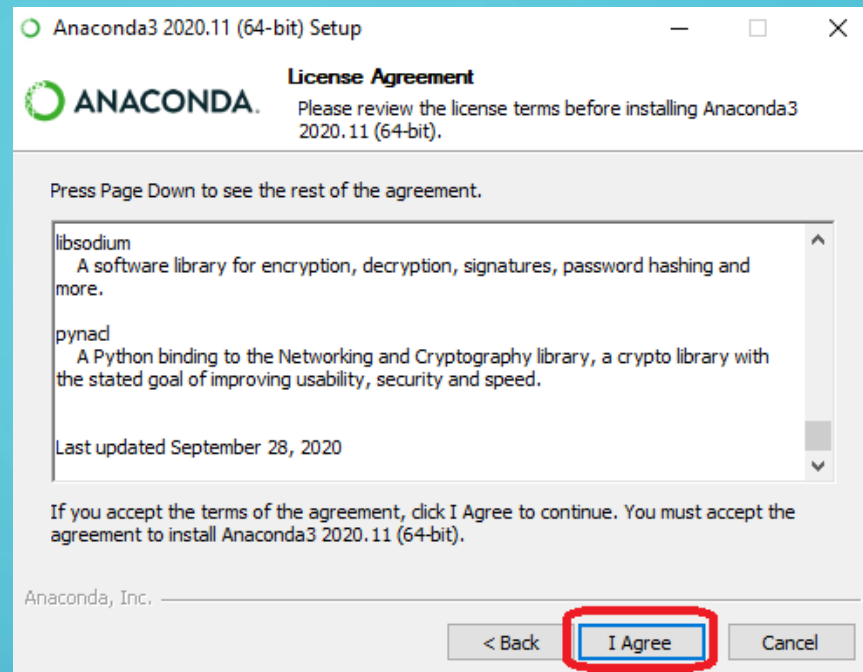 Anaconda3 2020.11 (64-bit) Setup
ANACONDA.
License Agreement
Please review the license terms before installing Anaconda3
2020.11 (64-bit).
Press Page Down to see the rest of the agreement.
libsodium
A software library for encryption, decryption, signatures, password hashing and
more.
pynacl
A Python binding to the Networking and Cryptography library, a crypto library with
the stated goal of improving usability, security and speed.
Last updated September 28, 2020
If you accept the terms of the agreement, click I Agree to continue. You must accept the
agreement to install Anaconda3 2020.11 (64-bit).
Anaconda, Inc.
< Back
I Agree
Cancel